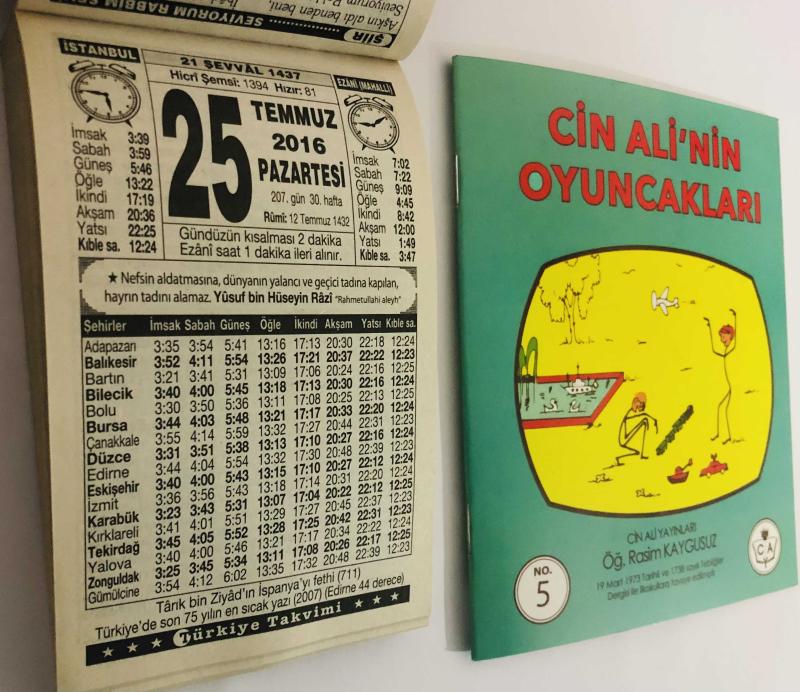 Aşkın aldı benden beni,
ŞİİR
SEVİYORUM RABBİM SENİ
İSTANBUL
21 ŞEVVÂL 1437
Hicrî Şemsî: 1394 Hızır: 81
EZÂNÎ (MAHALLÎ)
25
TEMMUZ
2016
PAZARTESİ
207. gün 30. hafta
Rûmî: 12 Temmuz 1432
İmsak 3:39
Sabah 3:59
Güneş 5:46
Öğle 13:22
İkindi 17:19
Akşam 20:36
Yatsı 22:25
Kıble sa. 12:24
İmsak 7:02
Sabah 7:22
Güneş 9:09
Öğle 4:45
İkindi 8:42
Akşam 12:00
Yatsı 1:49
Kıble sa. 3:47
Gündüzün kısalması 2 dakika
Ezânî saat 1 dakika ileri alınır.
★ Nefsin aldatmasına, dünyanın yalancı ve geçici tadına kapılan,
hayrın tadını alamaz. Yûsuf bin Hüseyin Râzî "Rahmetullahi aleyh"
Şehirler İmsak Sabah Güneş Öğle İkindi Akşam Yatsı Kıble sa.
Adapazarı 3:35 3:54 5:41 13:16 17:13 20:30 22:18 12:24
Balıkesir 3:52 4:11 5:54 13:26 17:21 20:37 22:22 12:23
Bartın 3:21 3:41 5:31 13:09 17:06 20:24 22:16 12:25
Bilecik 3:40 4:00 5:45 13:18 17:13 20:30 22:16 12:24
Bolu 3:30 3:50 5:36 13:11 17:08 20:25 22:13 12:25
Bursa 3:44 4:03 5:48 13:21 17:17 20:33 22:20 12:24
Çanakkale 3:55 4:14 5:59 13:32 17:27 20:44 22:31 12:23
Düzce 3:31 3:51 5:38 13:13 17:10 20:27 22:16 12:24
Edirne 3:44 4:04 5:54 13:32 17:30 20:48 22:39 12:23
Eskişehir 3:40 4:00 5:43 13:15 17:10 20:27 22:12 12:24
İzmit 3:36 3:56 5:43 13:18 17:14 20:31 22:20 12:24
Karabük 3:23 3:43 5:31 13:07 17:04 20:22 22:12 12:25
Kırklareli 3:41 4:01 5:51 13:29 17:27 20:45 22:37 12:23
Tekirdağ 3:45 4:05 5:52 13:28 17:25 20:42 22:31 12:23
Yalova 3:40 4:00 5:46 13:21 17:17 20:34 22:22 12:24
Zonguldak 3:25 3:45 5:34 13:11 17:08 20:26 22:17 12:25
Gümülcine 3:54 4:12 6:02 13:35 17:32 20:48 22:39 12:23
Târık bin Ziyâd'ın İspanya'yı fethi (711)
Türkiye'de son 75 yılın en sıcak yazı (2007) (Edirne 44 derece)
★ ★ ★ Türkiye Takvimi ★ ★ ★
CİN ALİ'NİN
OYUNCAKLARI
CİN ALİ YAYINLARI
Öğ. Rasim KAYGUSUZ
19 Mart 1973 Tarihli ve 1738 sayılı Tebliğler
Dergisi ile ilkokullara tavsiye edilmiştir.
NO.
5
C A